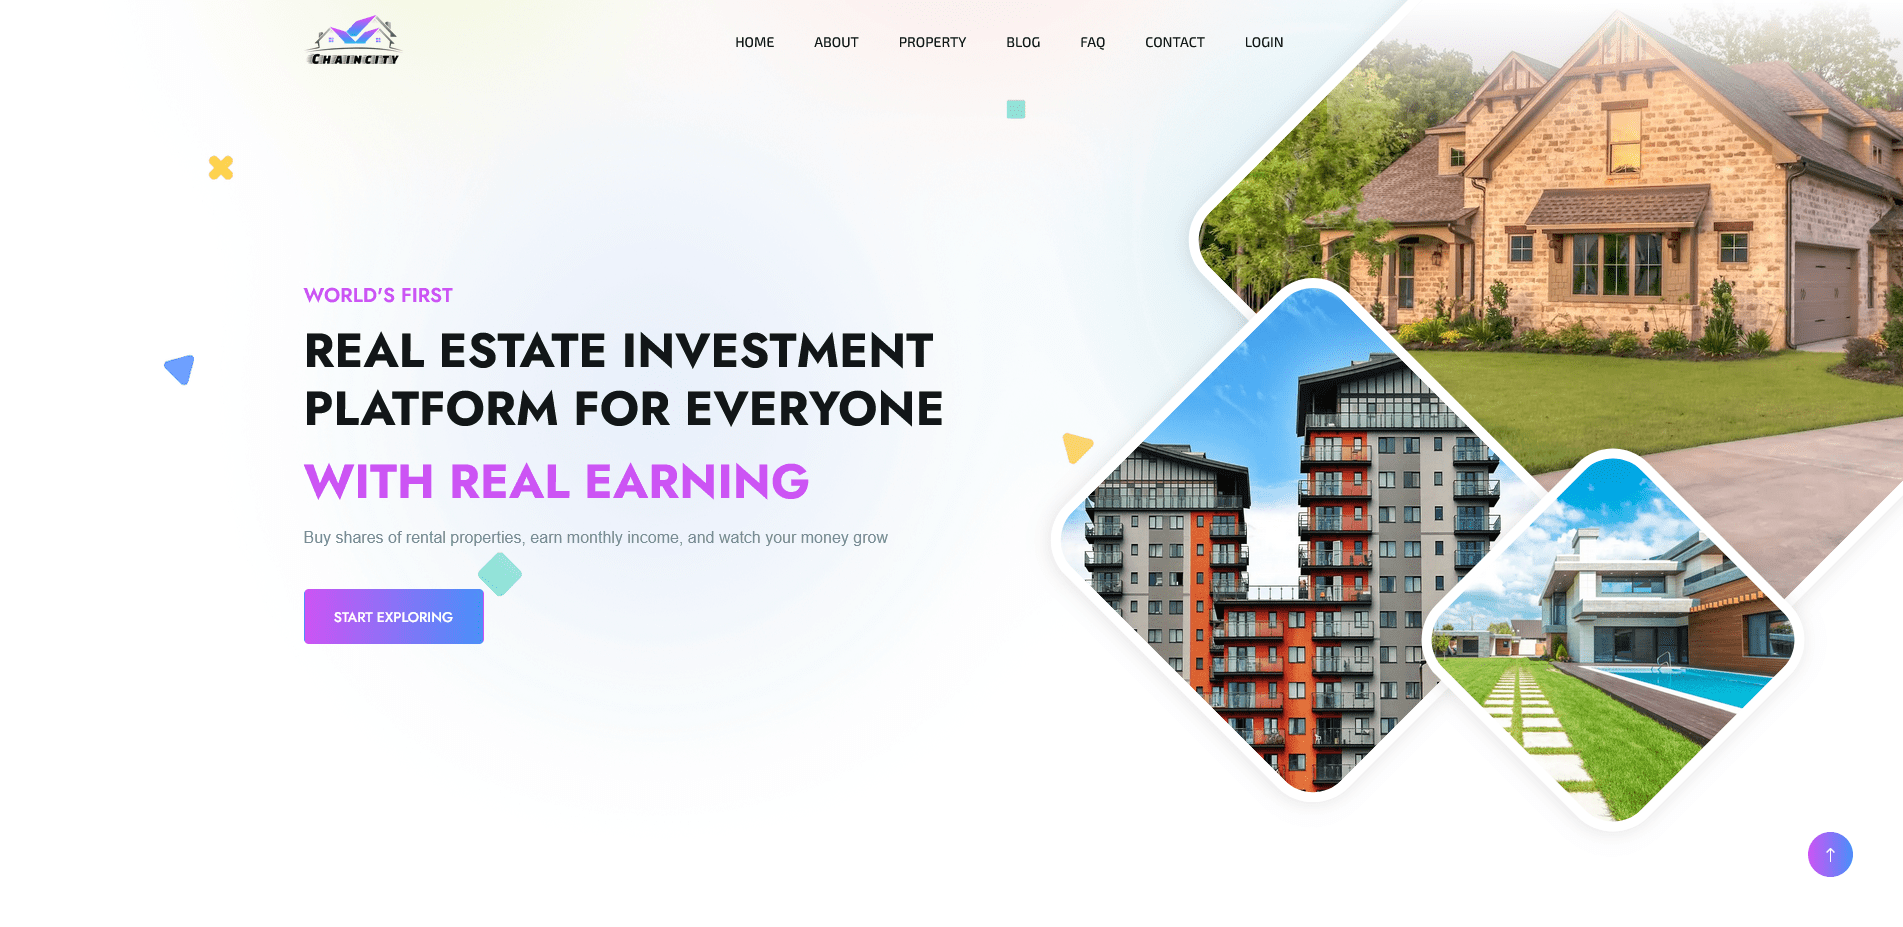 CHAINCITY
HOME ABOUT PROPERTY BLOG FAQ CONTACT LOGIN
WORLD'S FIRST
REAL ESTATE INVESTMENT
PLATFORM FOR EVERYONE
WITH REAL EARNING
Buy shares of rental properties, earn monthly income, and watch your money grow
START EXPLORING